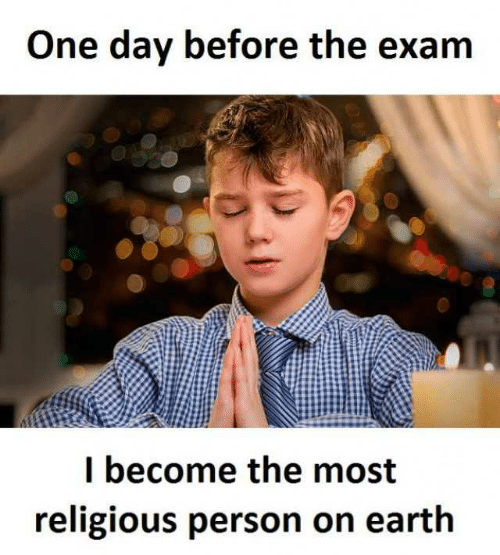 One day before the exam
I become the most
religious person on earth